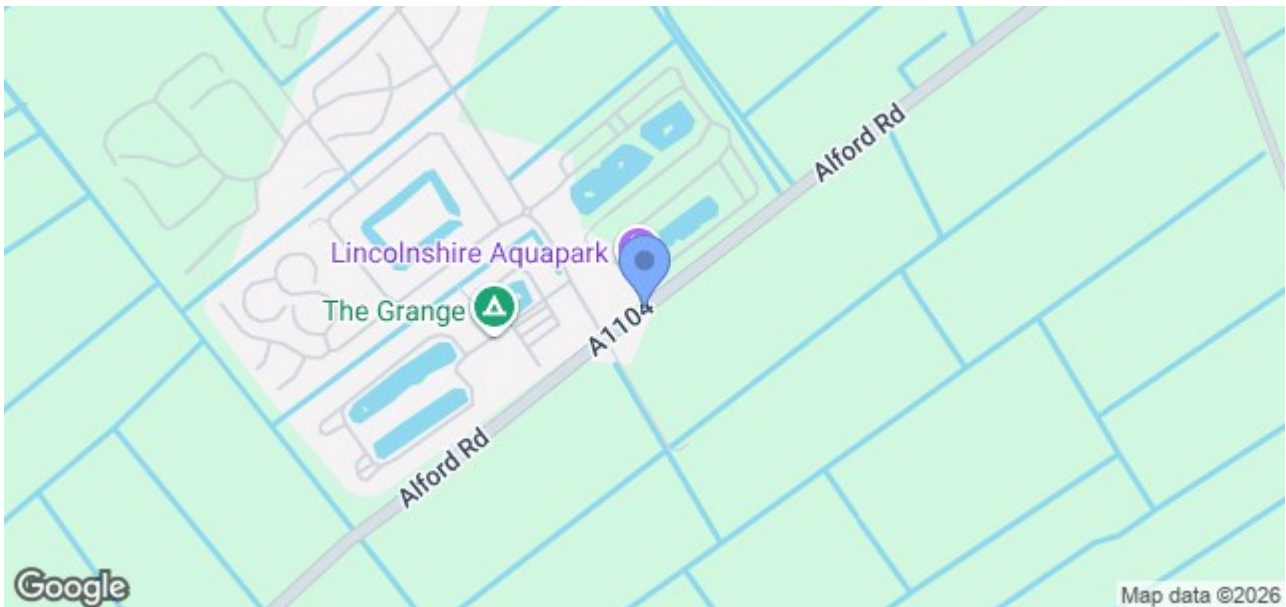 Alford Rd
Lincolnshire Aquapark
The Grange
A1104
Alford Rd
Google
Map data ©2026